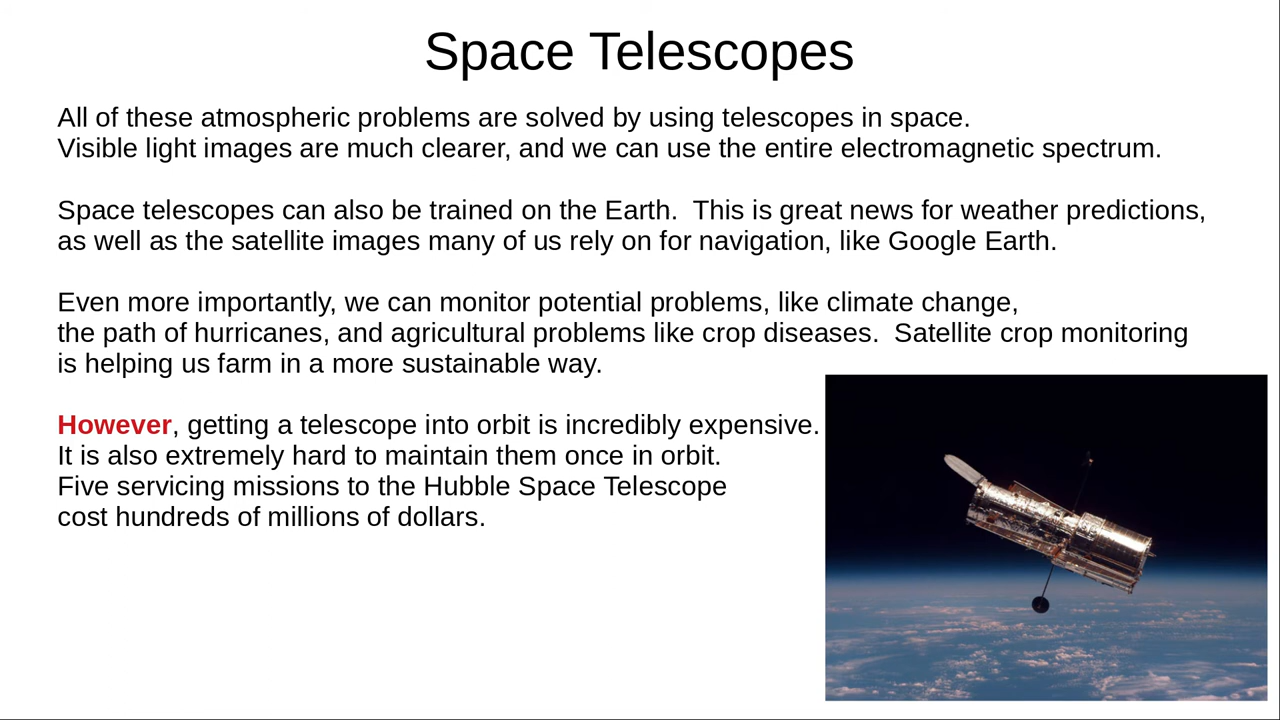 Space Telescopes
All of these atmospheric problems are solved by using telescopes in space.
Visible light images are much clearer, and we can use the entire electromagnetic spectrum.
Space telescopes can also be trained on the Earth.  This is great news for weather predictions,
as well as the satellite images many of us rely on for navigation, like Google Earth.
Even more importantly, we can monitor potential problems, like climate change,
the path of hurricanes, and agricultural problems like crop diseases.  Satellite crop monitoring
is helping us farm in a more sustainable way.
However, getting a telescope into orbit is incredibly expensive.
It is also extremely hard to maintain them once in orbit.
Five servicing missions to the Hubble Space Telescope
cost hundreds of millions of dollars.